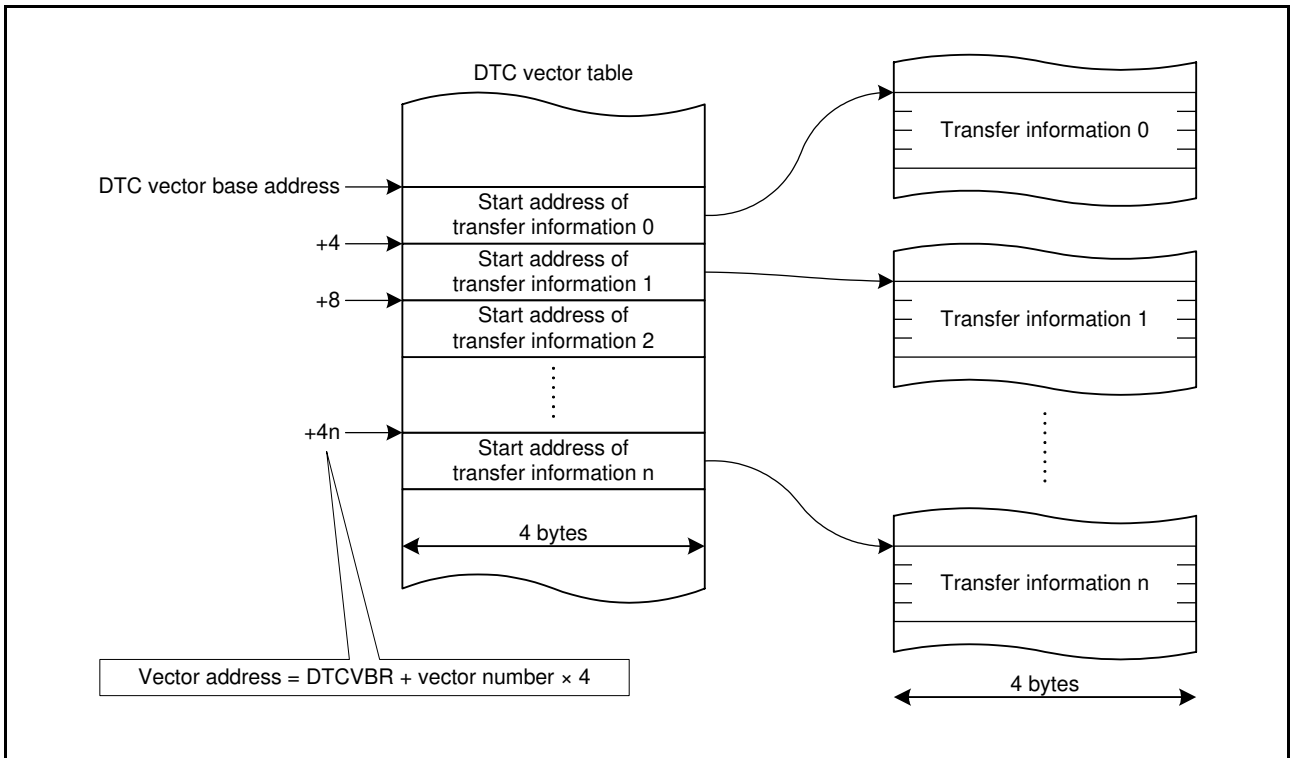 DTC vector table
DTC vector base address
Start address of
transfer information 0
+4
Start address of
transfer information 1
+8
Start address of
transfer information 2
+4n
Start address of
transfer information n
4 bytes
Vector address = DTCVBR + vector number × 4
Transfer information 0
Transfer information 1
Transfer information n
4 bytes